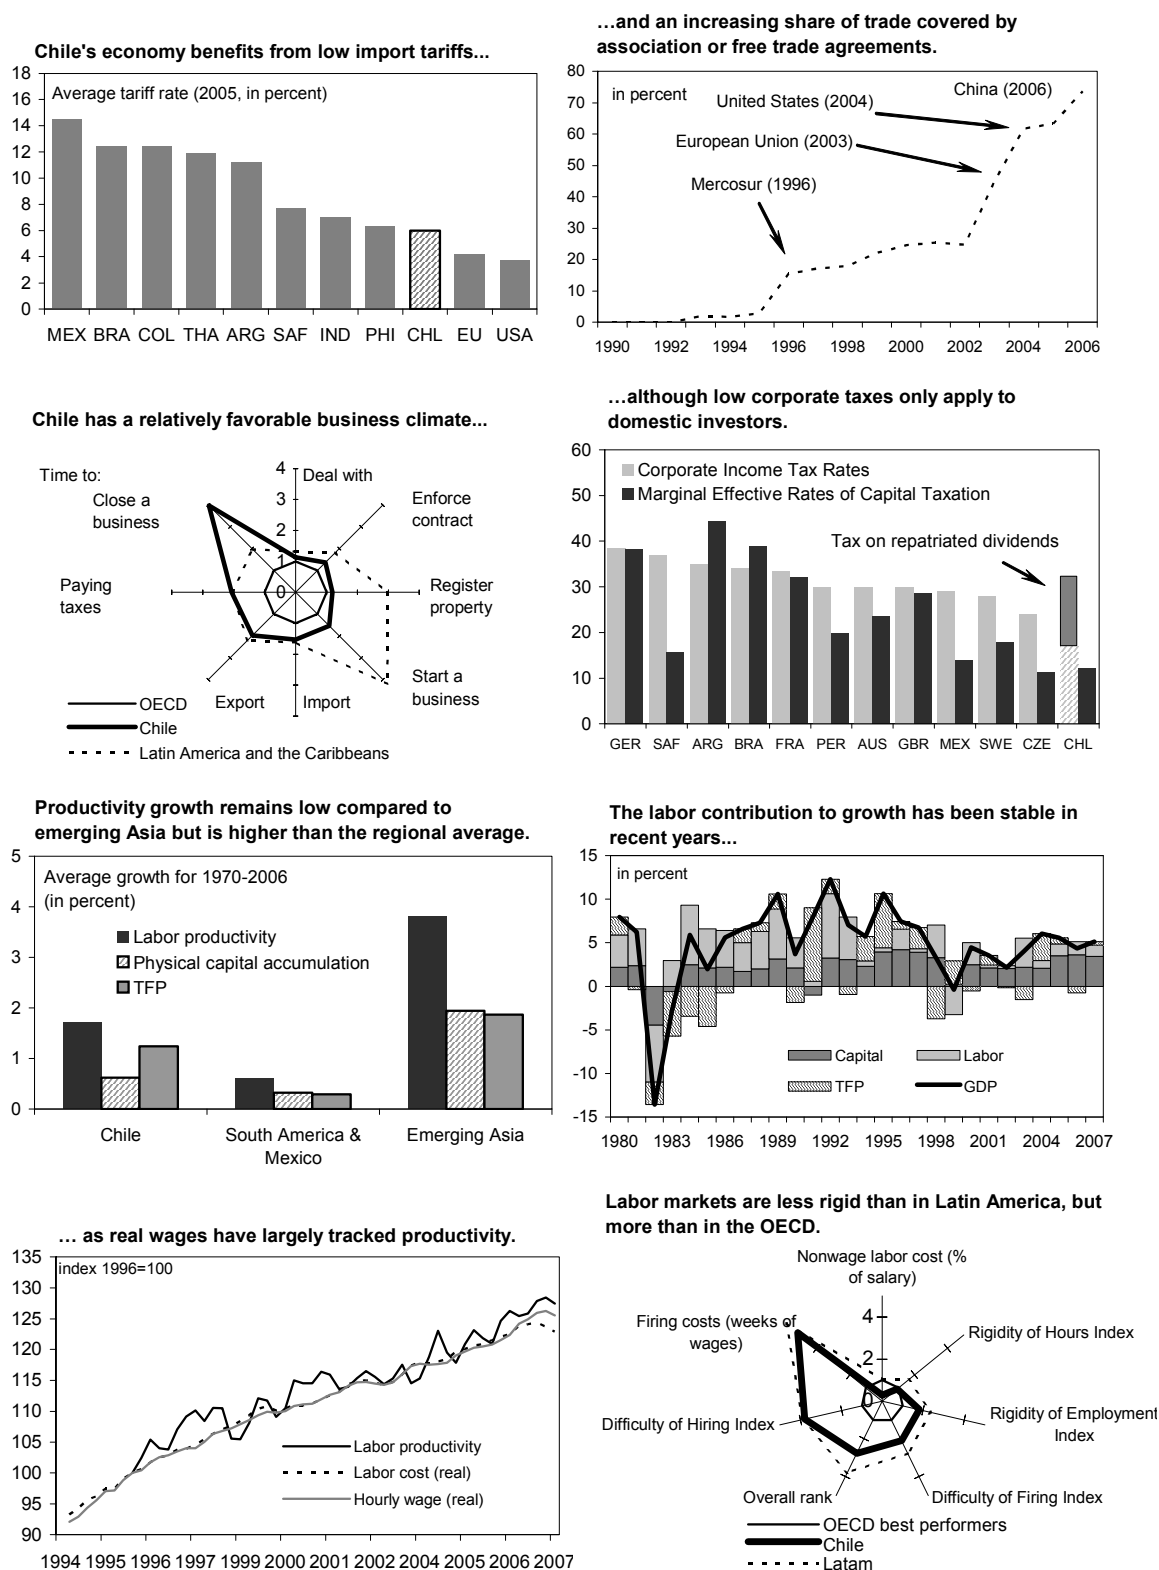 Chile's economy benefits from low import tariffs...
18
16
14
12
10
8
6
4
2
0
Average tariff rate (2005, in percent)
MEX BRA COL THA ARG SAF IND PHI CHL EU USA
…and an increasing share of trade covered by
association or free trade agreements.
80
70
60
50
40
30
20
10
0
in percent
China (2006)
United States (2004)
European Union (2003)
Mercosur (1996)
1990 1992 1994 1996 1998 2000 2002 2004 2006
Chile has a relatively favorable business climate...
Time to:
4
3
2
1
0
Deal with
Enforce
contract
Register
property
Start a
business
Import
Export
Paying
taxes
Close a
business
OECD
Chile
Latin America and the Caribbeans
…although low corporate taxes only apply to
domestic investors.
60
50
40
30
20
10
0
Corporate Income Tax Rates
Marginal Effective Rates of Capital Taxation
Tax on repatriated dividends
GER SAF ARG BRA FRA PER AUS GBR MEX SWE CZE CHL
Productivity growth remains low compared to
emerging Asia but is higher than the regional average.
5
4
3
2
1
0
Average growth for 1970-2006
(in percent)
Labor productivity
Physical capital accumulation
TFP
Chile
South America &
Mexico
Emerging Asia
The labor contribution to growth has been stable in
recent years...
15
10
5
0
-5
-10
-15
in percent
Capital
Labor
TFP
GDP
1980 1983 1986 1989 1992 1995 1998 2001 2004 2007
… as real wages have largely tracked productivity.
135
130
125
120
115
110
105
100
95
90
index 1996=100
Labor productivity
Labor cost (real)
Hourly wage (real)
1994 1995 1996 1997 1999 2000 2001 2002 2004 2005 2006 2007
Labor markets are less rigid than in Latin America, but
more than in the OECD.
Nonwage labor cost (%
of salary)
4
2
0
Rigidity of Hours Index
Rigidity of Employment
Index
Difficulty of Firing Index
Overall rank
Difficulty of Hiring Index
Firing costs (weeks of
wages)
OECD best performers
Chile
Latam